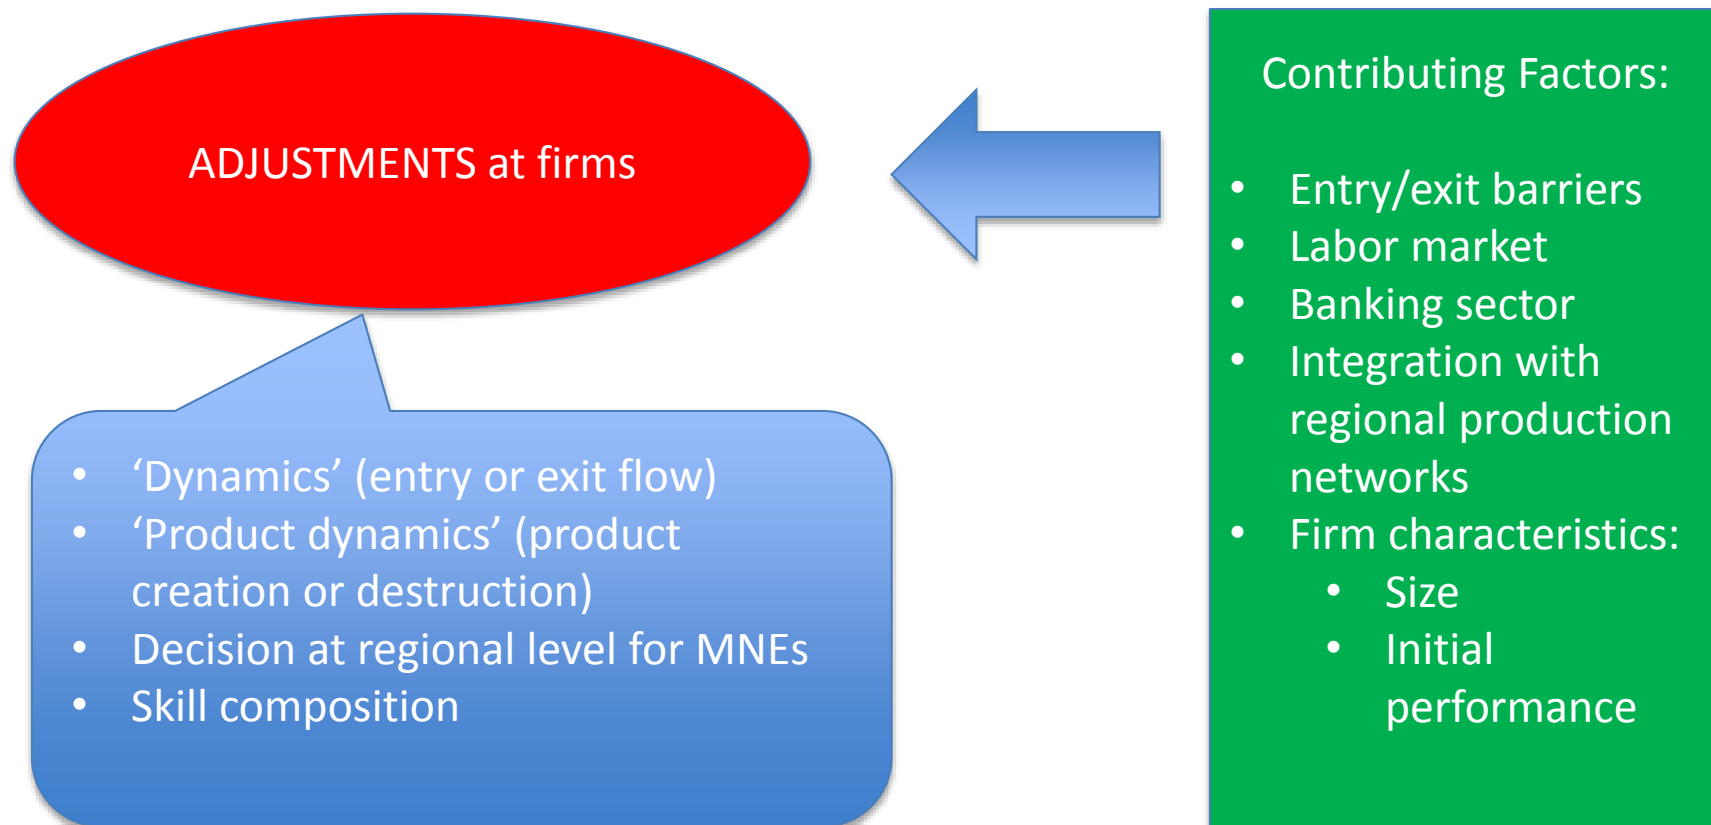 ADJUSTMENTS at firms
• ‘Dynamics’ (entry or exit flow)
• ‘Product dynamics’ (product
creation or destruction)
• Decision at regional level for MNEs
• Skill composition
Contributing Factors:
• Entry/exit barriers
• Labor market
• Banking sector
• Integration with
regional production
networks
• Firm characteristics:
• Size
• Initial
performance